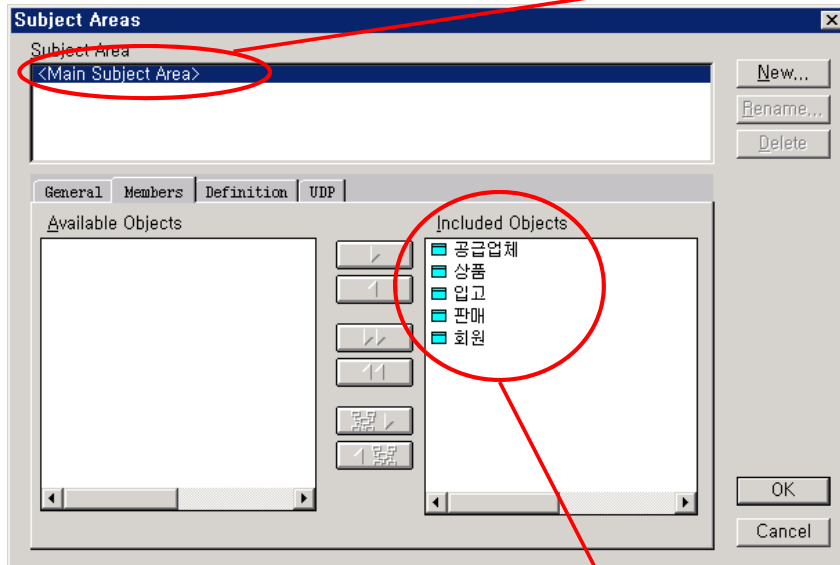 Subject Areas
Subject Area
<Main Subject Area>
New...
Rename...
Delete
General Members Definition UDP
Available Objects
Included Objects
공급업체
상품
입고
판매
회원
OK
Cancel